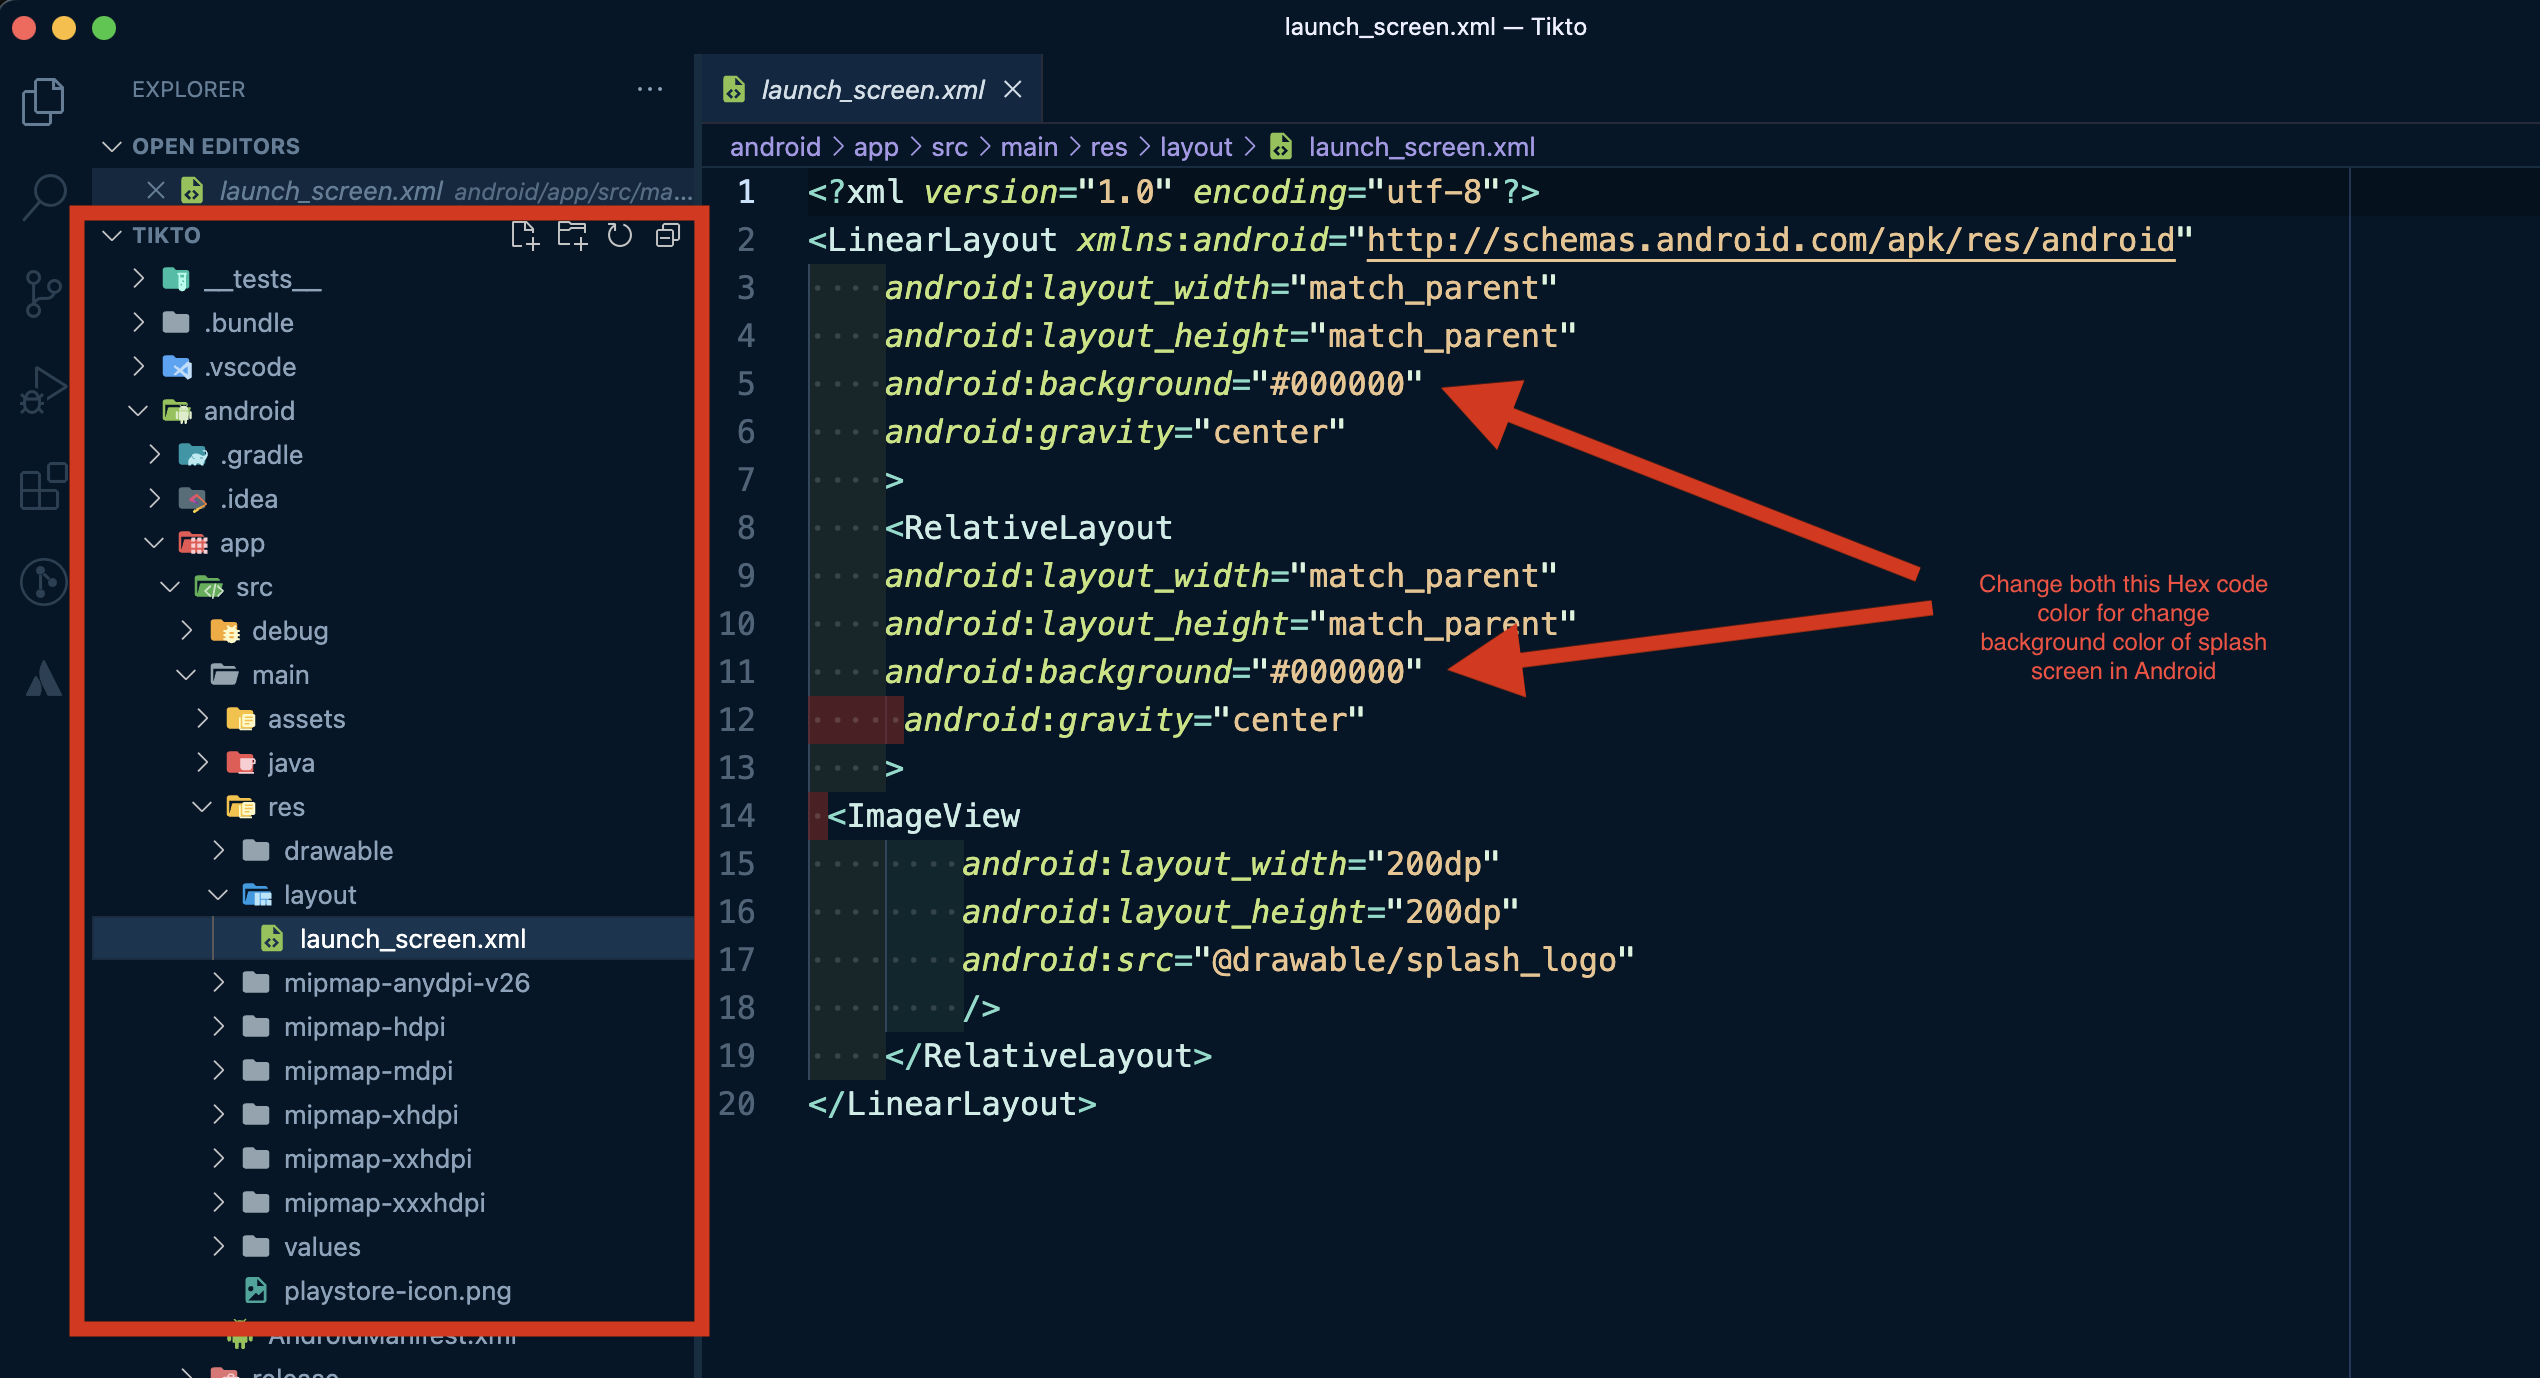 launch_screen.xml — Tikto
EXPLORER
OPEN EDITORS
launch_screen.xml android/app/src/ma...
TIKTO
__tests__
.bundle
.vscode
android
.gradle
.idea
app
src
debug
main
assets
java
res
drawable
layout
launch_screen.xml
mipmap-anydpi-v26
mipmap-hdpi
mipmap-mdpi
mipmap-xhdpi
mipmap-xxhdpi
mipmap-xxxhdpi
values
playstore-icon.png
AndroidManifest.xml
release
launch_screen.xml
android > app > src > main > res > layout > launch_screen.xml
1 <?xml version="1.0" encoding="utf-8"?>
2 <LinearLayout xmlns:android="http://schemas.android.com/apk/res/android"
3 android:layout_width="match_parent"
4 android:layout_height="match_parent"
5 android:background="#000000"
6 android:gravity="center"
7 >
8 <RelativeLayout
9 android:layout_width="match_parent"
10 android:layout_height="match_parent"
11 android:background="#000000"
12 android:gravity="center"
13 >
14 <ImageView
15 android:layout_width="200dp"
16 android:layout_height="200dp"
17 android:src="@drawable/splash_logo"
18 />
19 </RelativeLayout>
20 </LinearLayout>
Change both this Hex code
color for change
background color of splash
screen in Android